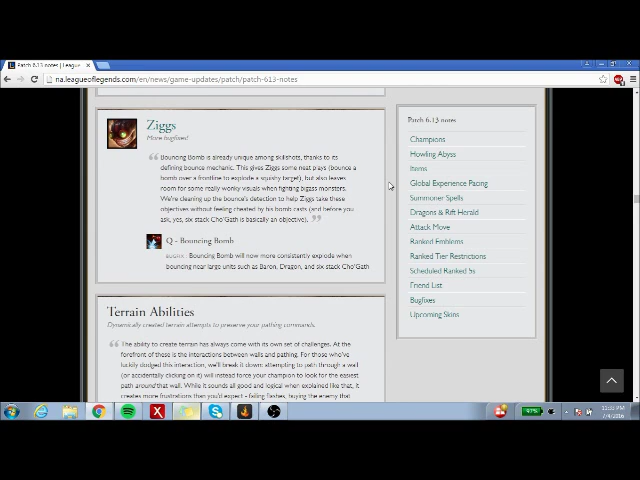 Patch 6.13 notes | League
na.leagueoflegends.com/en/news/game-updates/patch/patch-613-notes
Ziggs
More bugfixes!
Bouncing Bomb is already unique among skillshots, thanks to its
defining bounce mechanic. This gives Ziggs some neat plays (bounce a
bomb over a frontline to explode a squishy target), but also leaves
room for some really wonky visuals when fighting bigass monsters.
We're cleaning up the bounce's detection to help Ziggs take these
objectives without feeling cheated by his bomb casts (and before you
ask, yes, six stack Cho'Gath is basically an objective).
Q - Bouncing Bomb
BUGFIX : Bouncing Bomb will now more consistently explode when
bouncing near large units such as Baron, Dragon, and six stack Cho'Gath
Terrain Abilities
Dynamically created terrain attempts to preserve your pathing commands.
The ability to create terrain has always come with its own set of challenges. At the
forefront of these is the interactions between walls and pathing. For those who've
luckily dodged this interaction, we'll break it down: attempting to path through a wall
(or accidentally clicking on it) will instead force your champion to look for the easiest
path around that wall. While it sounds all good and logical when explained like that, it
creates more frustrations than you'd expect - failing flashes, buying the enemy that
Patch 6.13 notes
Champions
Howling Abyss
Items
Global Experience Pacing
Summoner Spells
Dragons & Rift Herald
Attack Move
Ranked Emblems
Ranked Tier Restrictions
Scheduled Ranked 5s
Friend List
Bugfixes
Upcoming Skins
7/4/2016